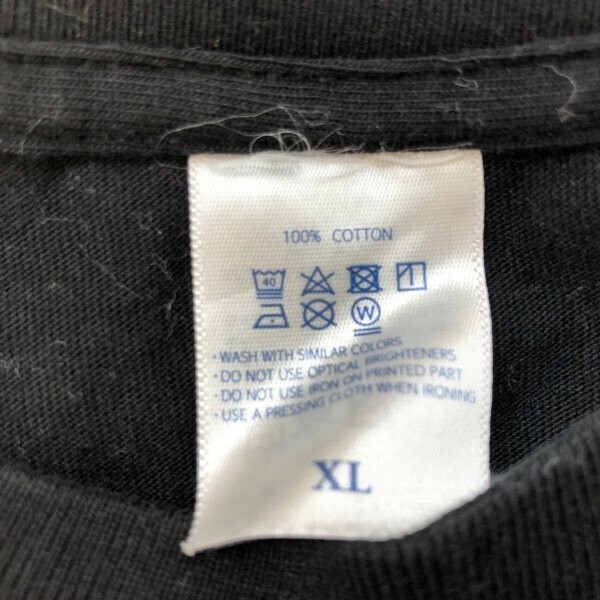 100% COTTON
40
W
· WASH WITH SIMILAR COLORS
· DO NOT USE OPTICAL BRIGHTENERS
· DO NOT USE IRON ON PRINTED PART
· USE A PRESSING CLOTH WHEN IRONING
XL